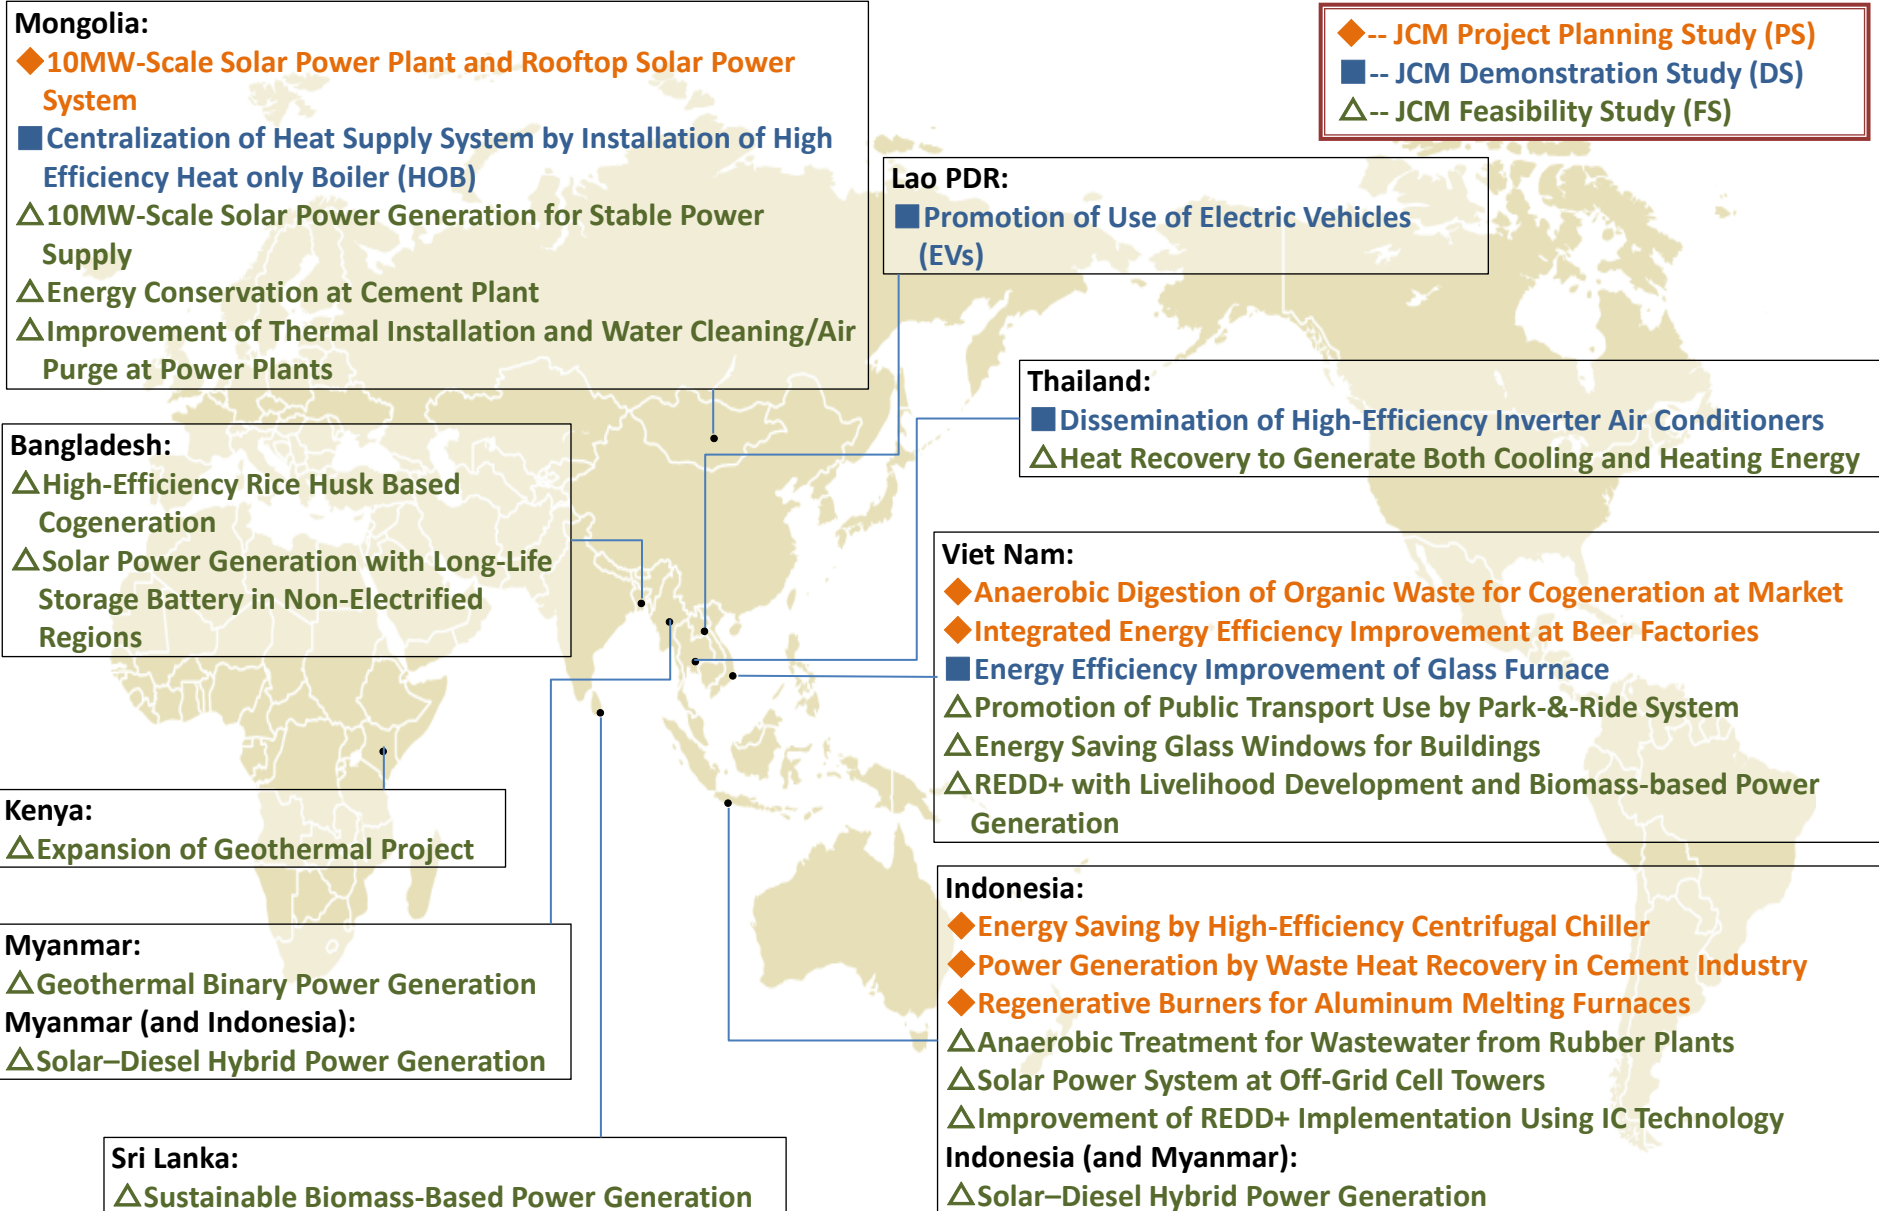 Mongolia:
◆10MW-Scale Solar Power Plant and Rooftop Solar Power
System
■Centralization of Heat Supply System by Installation of High
Efficiency Heat only Boiler (HOB)
△10MW-Scale Solar Power Generation for Stable Power
Supply
△Energy Conservation at Cement Plant
△Improvement of Thermal Installation and Water Cleaning/Air
Purge at Power Plants
◆-- JCM Project Planning Study (PS)
■-- JCM Demonstration Study (DS)
△-- JCM Feasibility Study (FS)
Lao PDR:
■Promotion of Use of Electric Vehicles
(EVs)
Thailand:
■Dissemination of High-Efficiency Inverter Air Conditioners
△Heat Recovery to Generate Both Cooling and Heating Energy
Bangladesh:
△High-Efficiency Rice Husk Based
Cogeneration
△Solar Power Generation with Long-Life
Storage Battery in Non-Electrified
Regions
Viet Nam:
◆Anaerobic Digestion of Organic Waste for Cogeneration at Market
◆Integrated Energy Efficiency Improvement at Beer Factories
■Energy Efficiency Improvement of Glass Furnace
△Promotion of Public Transport Use by Park-&-Ride System
△Energy Saving Glass Windows for Buildings
△REDD+ with Livelihood Development and Biomass-based Power
Generation
Kenya:
△Expansion of Geothermal Project
Myanmar:
△Geothermal Binary Power Generation
Myanmar (and Indonesia):
△Solar–Diesel Hybrid Power Generation
Indonesia:
◆Energy Saving by High-Efficiency Centrifugal Chiller
◆Power Generation by Waste Heat Recovery in Cement Industry
◆Regenerative Burners for Aluminum Melting Furnaces
△Anaerobic Treatment for Wastewater from Rubber Plants
△Solar Power System at Off-Grid Cell Towers
△Improvement of REDD+ Implementation Using IC Technology
Indonesia (and Myanmar):
△Solar–Diesel Hybrid Power Generation
Sri Lanka:
△Sustainable Biomass-Based Power Generation